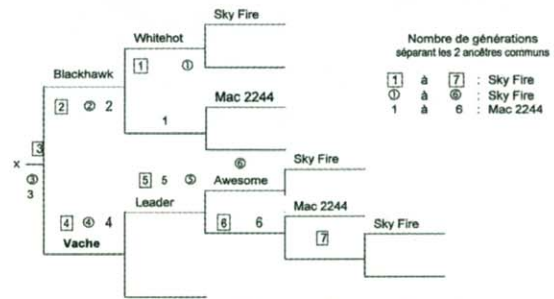 Sky Fire
Whitehot
1 ①
Blackhawk
2 ② 2
Mac 2244
1
3
x
③
3
⑥
Sky Fire
5 5 ⑤
Awesome
Leader
4 ④ 4
Vache
6 6
Mac 2244
7
Sky Fire
Nombre de générations
séparant les 2 ancêtres communs
1 à 7 : Sky Fire
① à ⑥ : Sky Fire
1 à 6 : Mac 2244